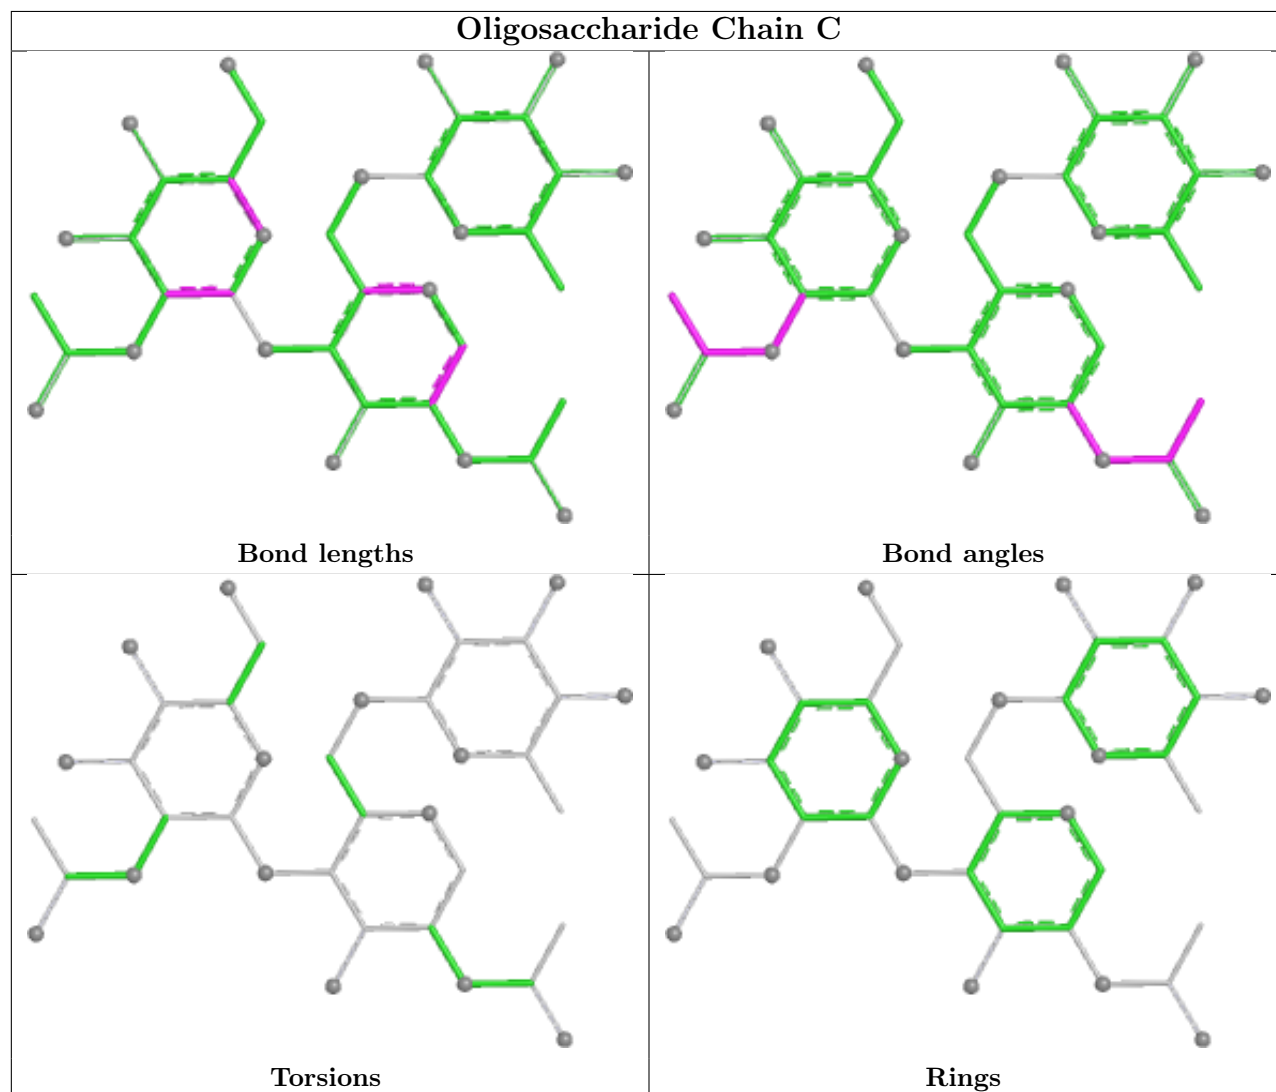 Oligosaccharide Chain C
Bond lengths
Bond angles
Torsions
Rings